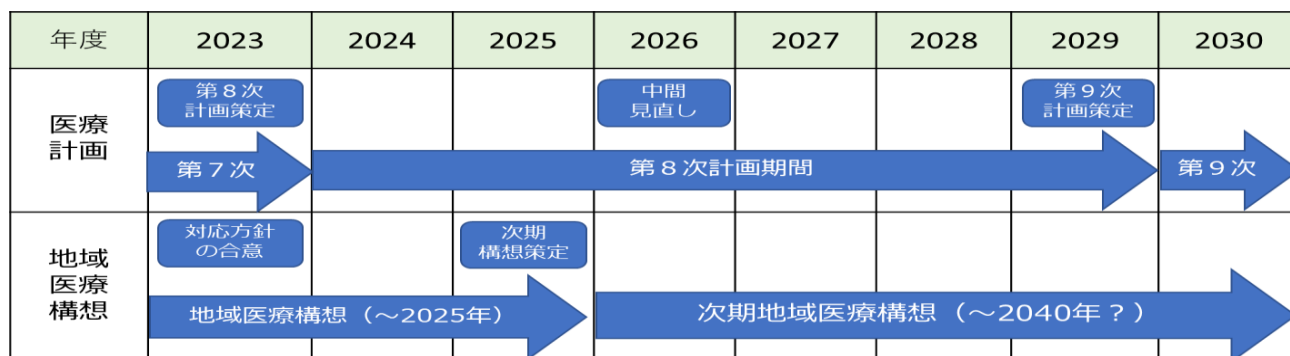 年度 2023 2024 2025 2026 2027 2028 2029 2030
医療
計画
第8次
計画策定
中間
見直し
第9次
計画策定
第7次
第8次計画期間
第9次
地域
医療
構想
対応方針
の合意
次期
構想策定
地域医療構想（～2025年）
次期地域医療構想（～2040年？）